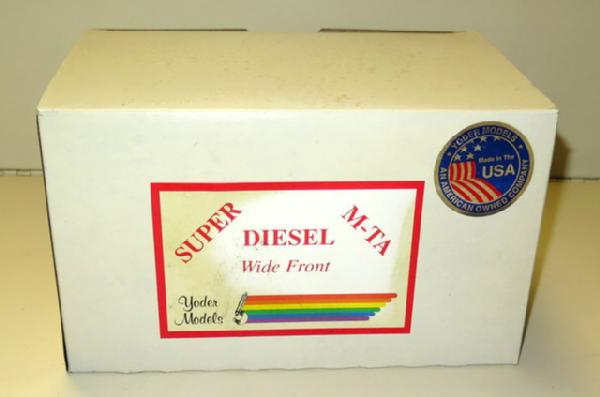 YODER MODELS
Made In The
USA
AN AMERICAN OWNED COMPANY
SUPER M-TA
DIESEL
Wide Front
Yoder
Models